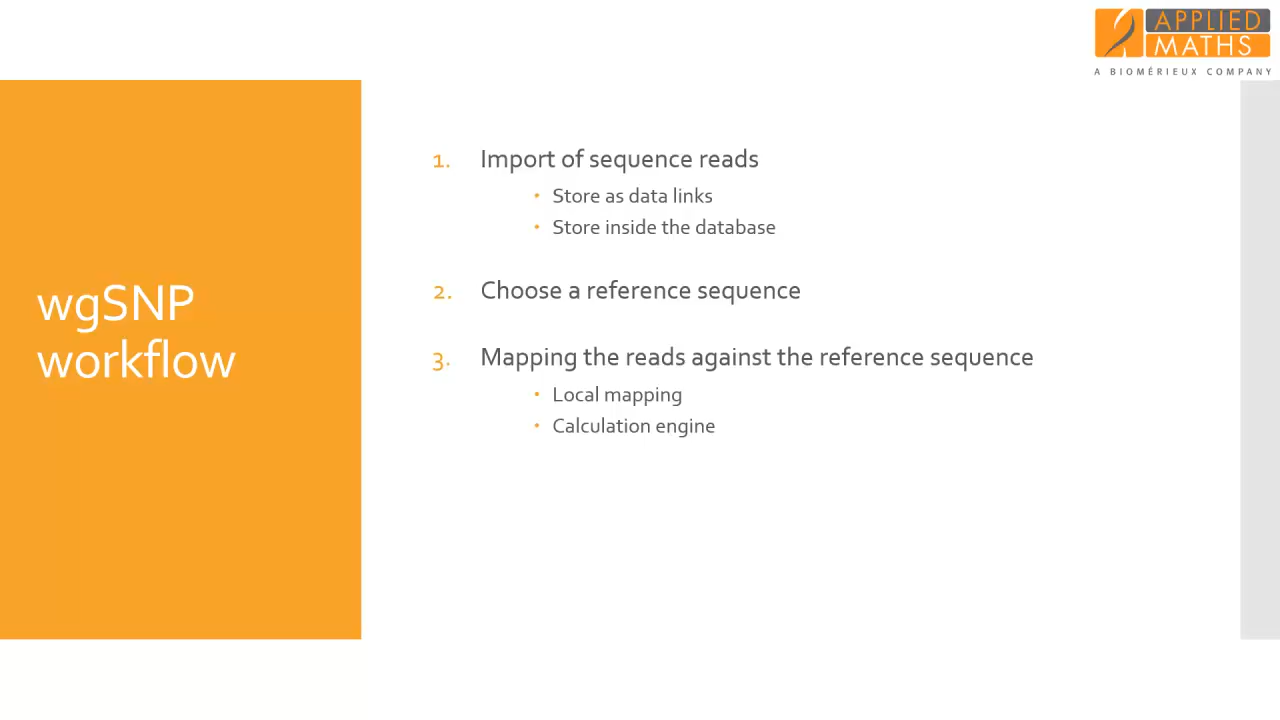 APPLIED
MATHS
A BIOMÉRIEUX COMPANY
wgSNP
workflow
1. Import of sequence reads
• Store as data links
• Store inside the database
2. Choose a reference sequence
3. Mapping the reads against the reference sequence
• Local mapping
• Calculation engine